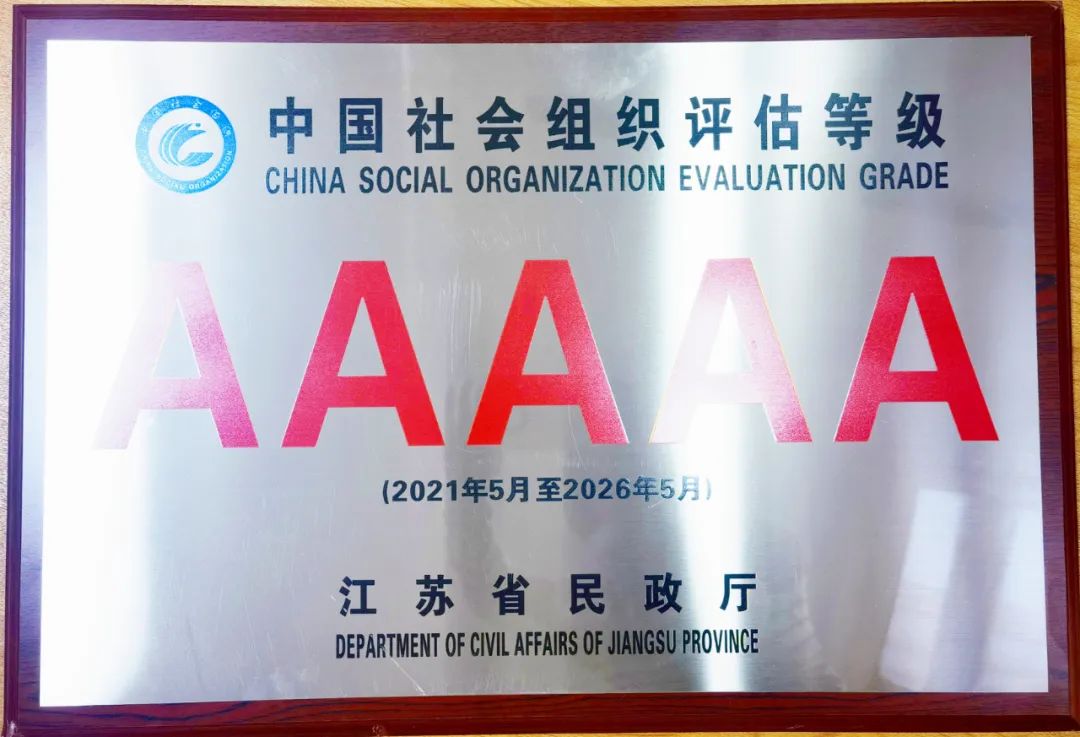 中国社会组织评估等级
CHINA SOCIAL ORGANIZATION EVALUATION GRADE
AAAAA
(2021年5月至2026年5月)
江苏省民政厅
DEPARTMENT OF CIVIL AFFAIRS OF JIANGSU PROVINCE